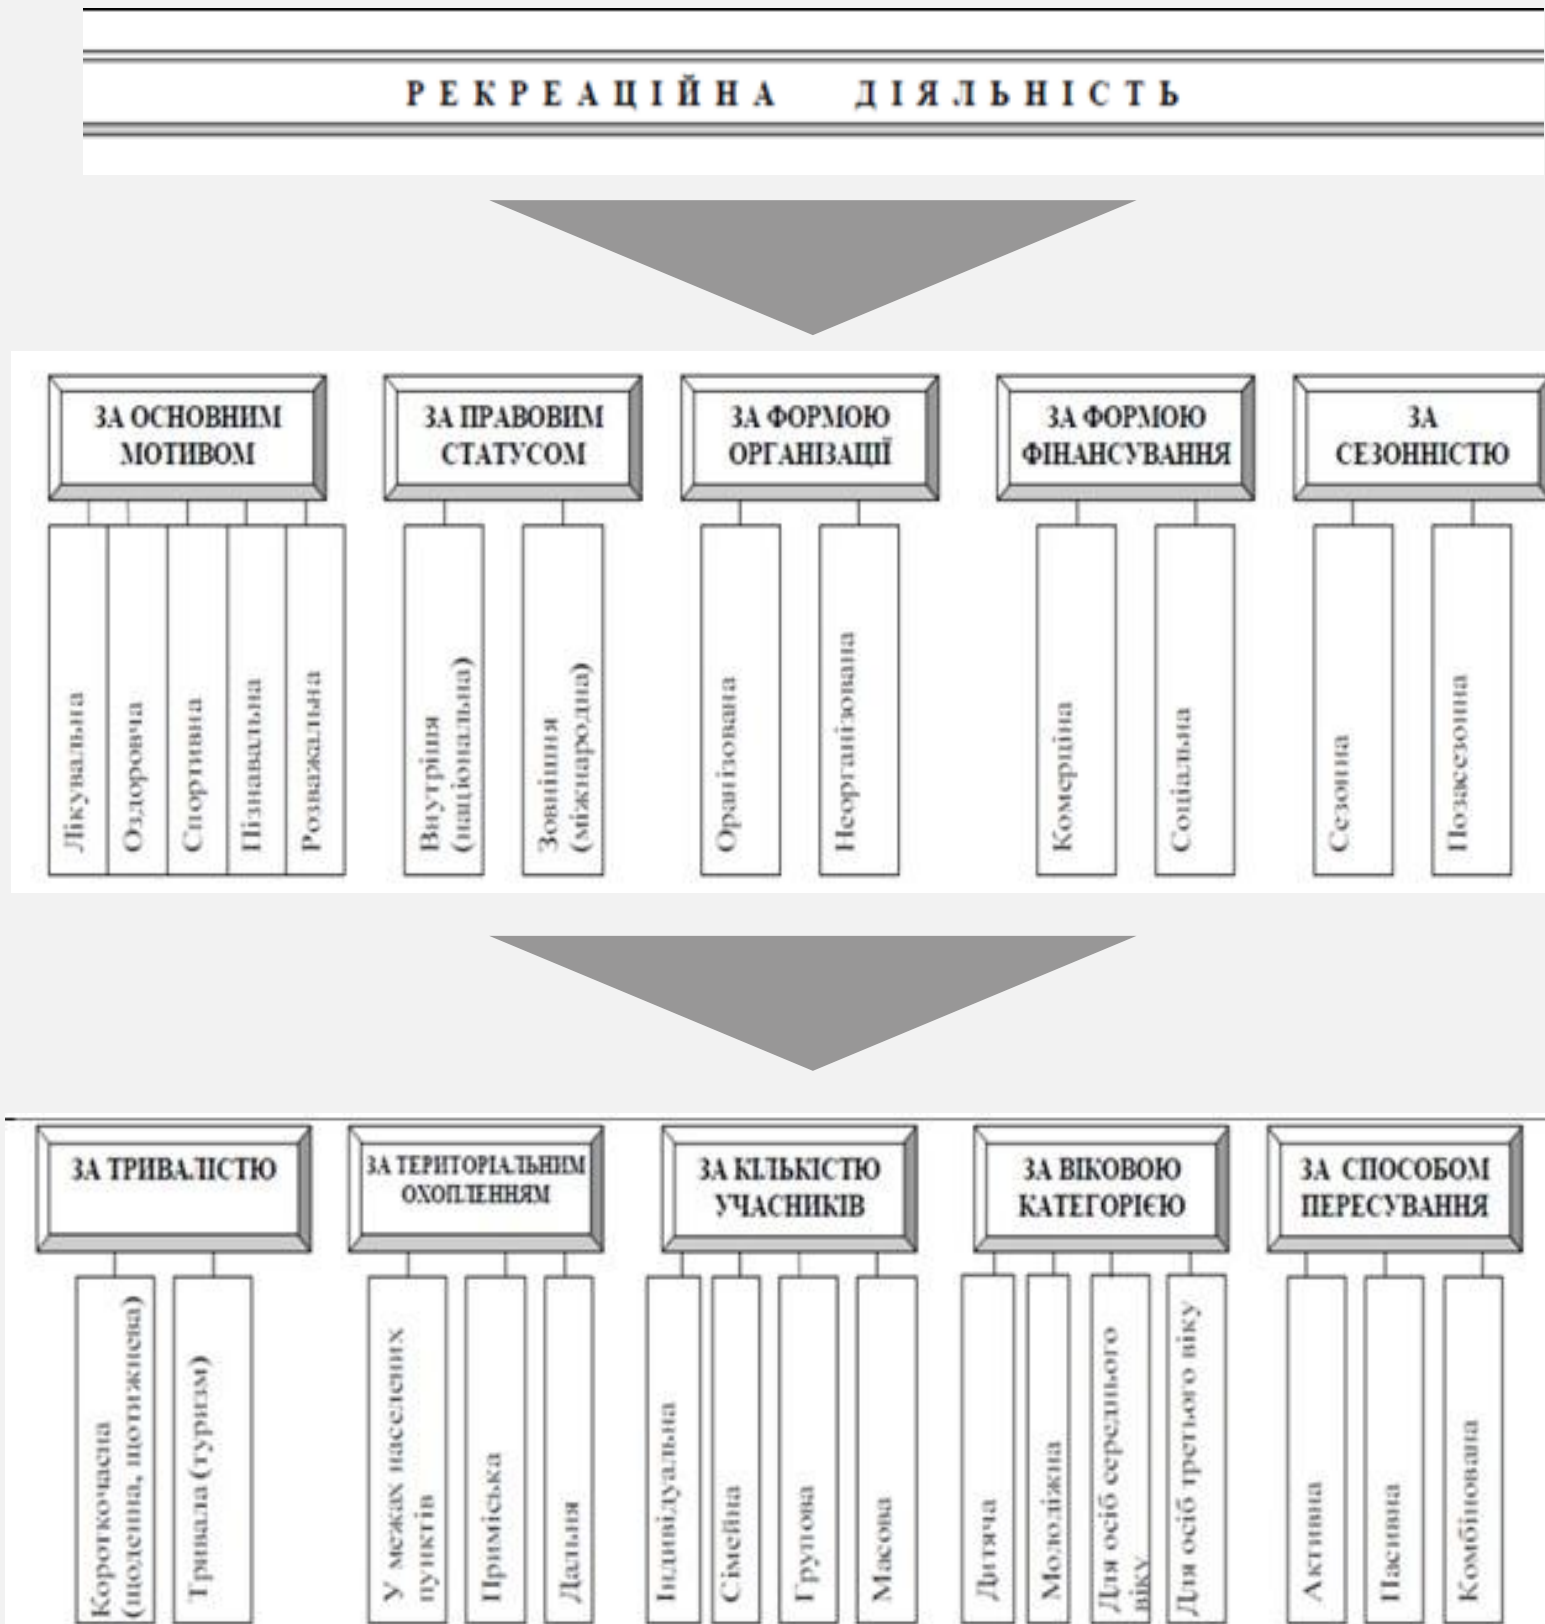 РЕКРЕАЦІЙНА ДІЯЛЬНІСТЬ
ЗА ОСНОВНИМ
МОТИВОМ
Лікувальна
Оздоровча
Спортивна
Пізнавальна
Розважальна
ЗА ПРАВОВИМ
СТАТУСОМ
Внутрішня
(національна)
Зовнішня
(міжнародна)
ЗА ФОРМОЮ
ОРГАНІЗАЦІЇ
Оранізована
Неорганізована
ЗА ФОРМОЮ
ФІНАНСУВАННЯ
Комерціна
Соціальна
ЗА
СЕЗОННІСТЮ
Сезонна
Позасезонна
ЗА ТРИВАЛІСТЮ
Короткочасна
(щоденна, щотижнева)
Тривала (туризм)
ЗА ТЕРИТОРІАЛЬНИМ
ОХОПЛЕННЯМ
У межах населених
пунктів
Приміська
Дальня
ЗА КІЛЬКІСТЮ
УЧАСНИКІВ
Індивідуальна
Сімейна
Групова
Масова
ЗА ВІКОВОЮ
КАТЕГОРІЄЮ
Дитяча
Молодіжна
Для осіб середнього
віку
Для осіб третього віку
ЗА СПОСОБОМ
ПЕРЕСУВАННЯ
Активна
Пасивна
Комбінована